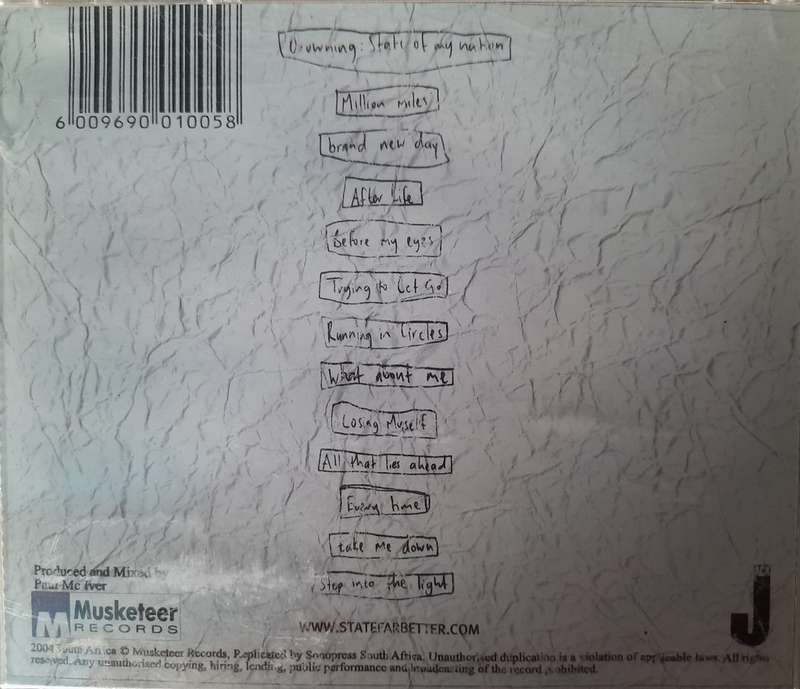 Drowning: State of my nation
6 009690 010058
Million miles
brand new day
After Life
Before my eyes
Trying to Let Go
Running in Circles
What about me
Losing Myself
All that lies ahead
Every time
take me down
Step into the light
Produced and Mixed by
Paul Mc Iver
M Musketeer
RECORDS
WWW.STATEFARBETTER.COM
J
2004 South Africa © Musketeer Records, Replicated by Sonopress South Africa. Unauthorised duplication is a violation of applicable laws. All rights
reserved. Any unauthorised copying, hiring, lending, public performance and broadcasting of the record prohibited.